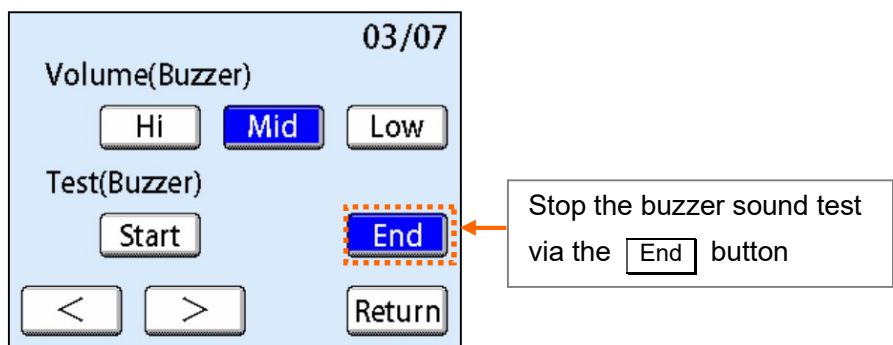 03/07
Volume(Buzzer)
Hi Mid Low
Test(Buzzer)
Start End
< > Return
Stop the buzzer sound test
via the End button